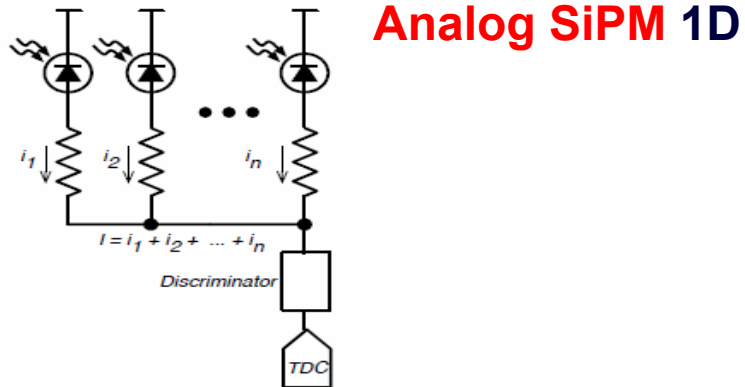 Analog SiPM 1D
i1 i2 in
I = i1 + i2 + ... + in
Discriminator
TDC